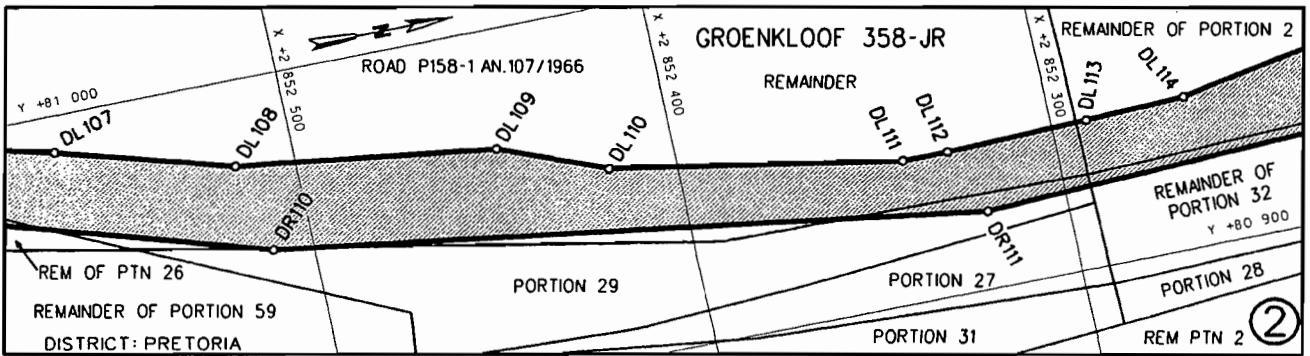 REMAINDER OF PORTION 2
GROENKLOOF 358-JR
X +2 852 500
N
X +2 852 400
X +2 852 300
ROAD P158-1 AN.107/1966
REMAINDER
Y +81 000
DL107
DL108
DL109
DL110
DL111
DL112
DL113
DL114
DR110
DR111
REMAINDER OF
PORTION 32
Y +80 900
REM OF PTN 26
PORTION 29
PORTION 27
PORTION 28
REMAINDER OF PORTION 59
DISTRICT: PRETORIA
PORTION 31
REM PTN 2
2